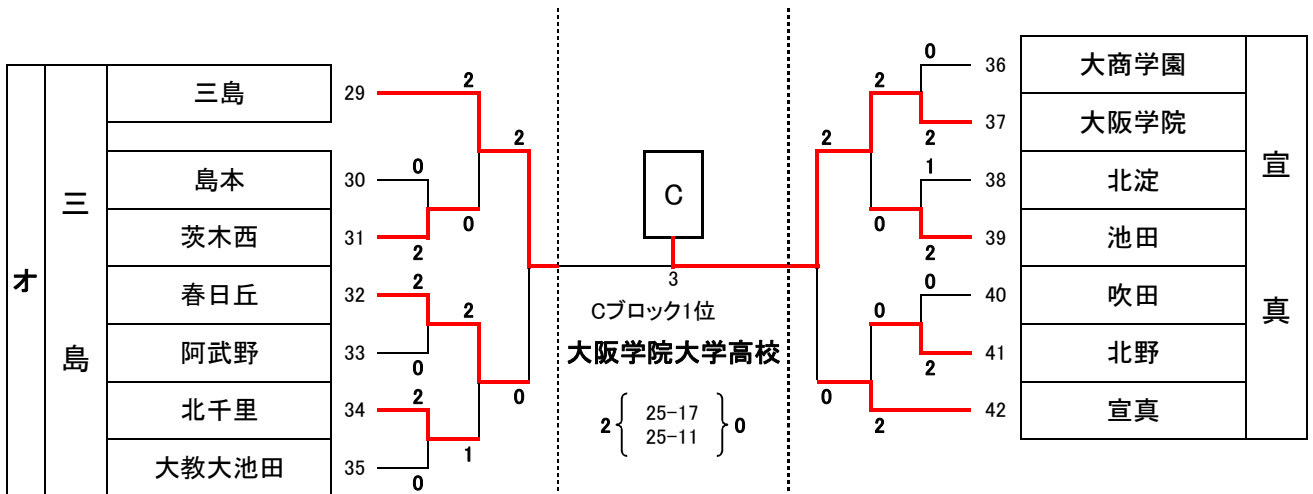 オ
三
島
三島 29
島本 30
茨木西 31
春日丘 32
阿武野 33
北千里 34
大教大池田 35
2
0
2
0
2
0
2
0
2
1
2
0
C
3
Cブロック1位
大阪学院大学高校
2 { 25-17 } 0
25-11
2
0
2
0
0
2
0
2
1
2
0
2
36 大商学園
37 大阪学院
38 北淀
39 池田
40 吹田
41 北野
42 宣真
宣
真